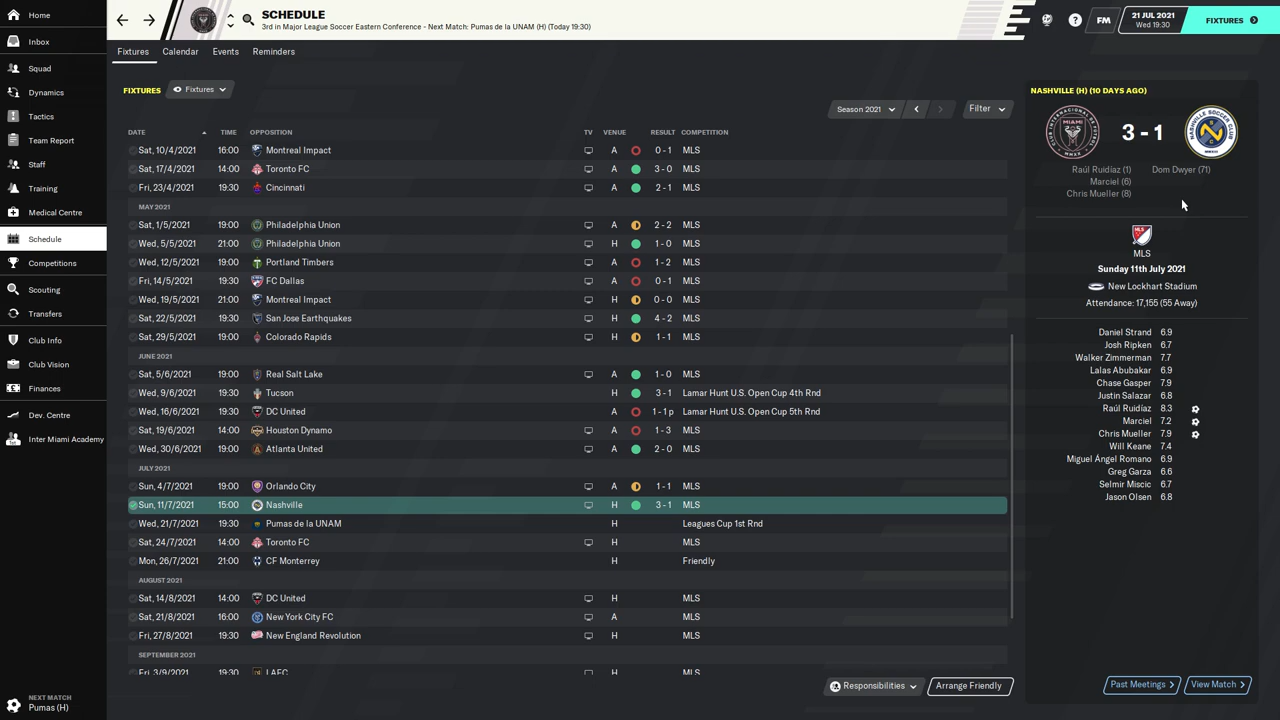 Home
Inbox
Squad
Dynamics
Tactics
Team Report
Staff
Training
Medical Centre
Schedule
Competitions
Scouting
Transfers
Club Info
Club Vision
Finances
Dev. Centre
Inter Miami Academy
NEXT MATCH
Pumas (H)
SCHEDULE
3rd in Major League Soccer Eastern Conference - Next Match: Pumas de la UNAM (H) (Today 19:30)
FM
21 JUL 2021
Wed 19:30
FIXTURES
Fixtures Calendar Events Reminders
FIXTURES Fixtures
Season 2021 Filter
DATE TIME OPPOSITION TV VENUE RESULT COMPETITION
Sat, 10/4/2021 16:00 Montreal Impact A 0 - 1 MLS
Sat, 17/4/2021 14:00 Toronto FC A 3 - 0 MLS
Fri, 23/4/2021 19:30 Cincinnati A 2 - 1 MLS
MAY 2021
Sat, 1/5/2021 19:00 Philadelphia Union A 2 - 2 MLS
Wed, 5/5/2021 21:00 Philadelphia Union H 1 - 0 MLS
Wed, 12/5/2021 19:00 Portland Timbers A 1 - 2 MLS
Fri, 14/5/2021 19:30 FC Dallas A 0 - 1 MLS
Wed, 19/5/2021 21:00 Montreal Impact H 0 - 0 MLS
Sat, 22/5/2021 19:30 San Jose Earthquakes H 4 - 2 MLS
Sat, 29/5/2021 19:00 Colorado Rapids H 1 - 1 MLS
JUNE 2021
Sat, 5/6/2021 19:00 Real Salt Lake A 1 - 0 MLS
Wed, 9/6/2021 19:30 Tucson H 3 - 1 Lamar Hunt U.S. Open Cup 4th Rnd
Wed, 16/6/2021 19:30 DC United A 1 - 1 p Lamar Hunt U.S. Open Cup 5th Rnd
Sat, 19/6/2021 14:00 Houston Dynamo A 1 - 3 MLS
Wed, 30/6/2021 19:00 Atlanta United A 2 - 0 MLS
JULY 2021
Sun, 4/7/2021 19:00 Orlando City A 1 - 1 MLS
Sun, 11/7/2021 15:00 Nashville H 3 - 1 MLS
Wed, 21/7/2021 19:30 Pumas de la UNAM H Leagues Cup 1st Rnd
Sat, 24/7/2021 14:00 Toronto FC H MLS
Mon, 26/7/2021 21:00 CF Monterrey H Friendly
AUGUST 2021
Sat, 14/8/2021 14:00 DC United H MLS
Sat, 21/8/2021 16:00 New York City FC A MLS
Fri, 27/8/2021 19:30 New England Revolution H MLS
SEPTEMBER 2021
Fri, 3/9/2021 19:30 LAFC H MLS
Responsibilities Arrange Friendly
NASHVILLE (H) (10 DAYS AGO)
MIAMI
3 - 1
Raúl Ruidíaz (1) Dom Dwyer (71)
Marciel (6)
Chris Mueller (8)
MLS
Sunday 11th July 2021
New Lockhart Stadium
Attendance: 17,155 (55 Away)
Daniel Strand 6.9
Josh Ripken 6.7
Walker Zimmerman 7.7
Lalas Abubakar 6.9
Chase Gasper 7.9
Justin Salazar 6.8
Raúl Ruidíaz 8.3
Marciel 7.2
Chris Mueller 7.9
Will Keane 7.4
Miguel Ángel Romano 6.9
Greg Garza 6.6
Selmir Miscic 6.7
Jason Olsen 6.8
Past Meetings View Match